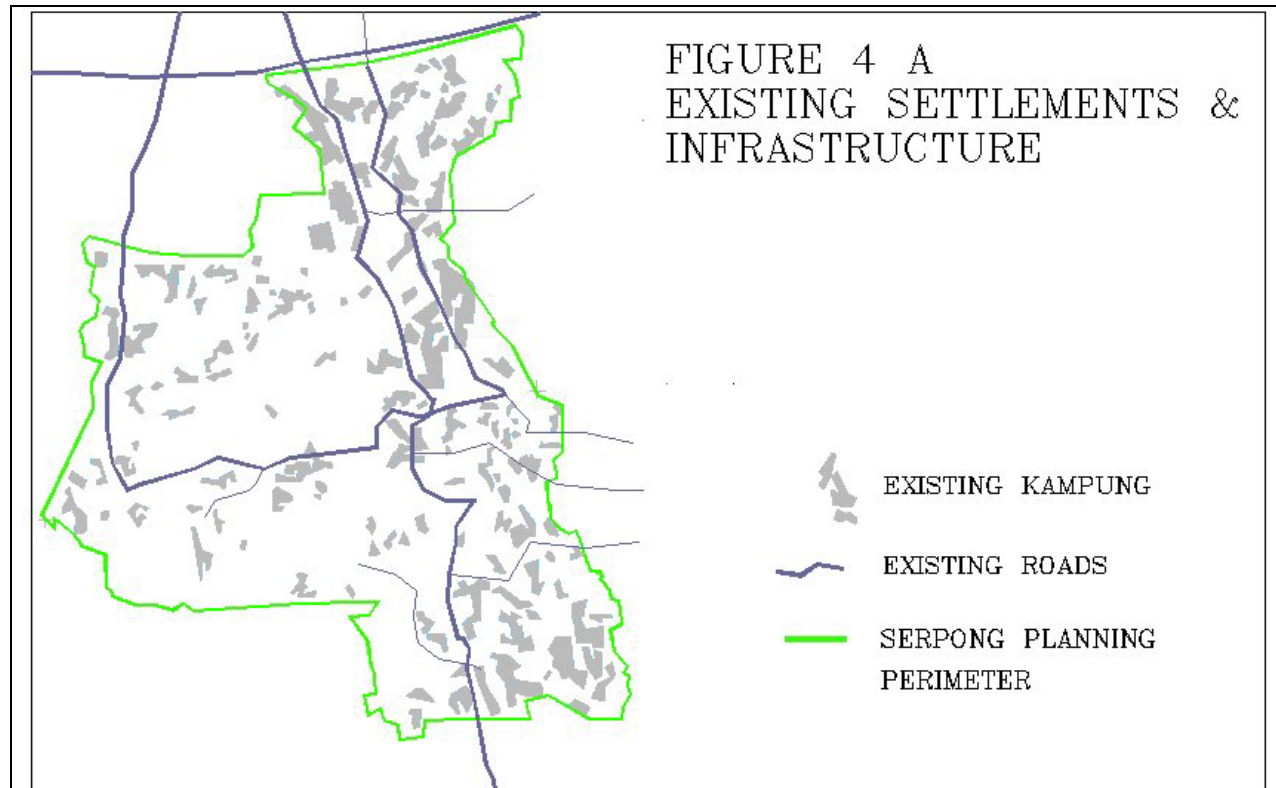 FIGURE 4 A
EXISTING SETTLEMENTS &
INFRASTRUCTURE
EXISTING KAMPUNG
EXISTING ROADS
SERPONG PLANNING
PERIMETER